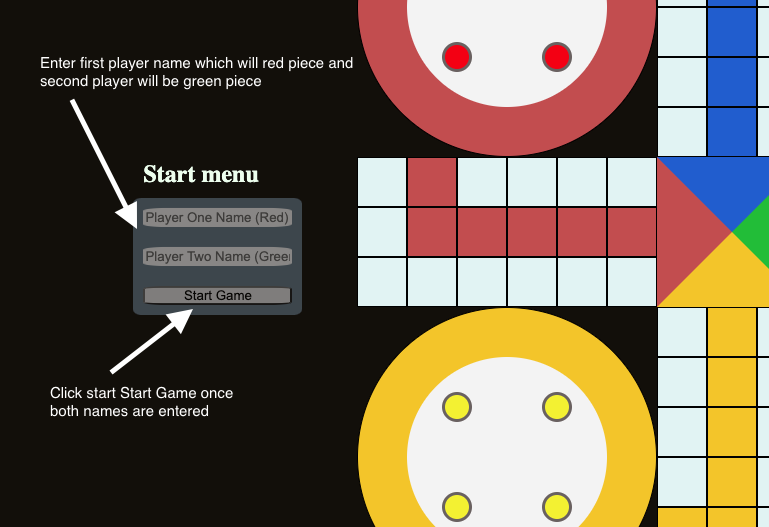 Enter first player name which will red piece and
second player will be green piece
Start menu
Player One Name (Red)
Player Two Name (Gree
Start Game
Click start Start Game once
both names are entered